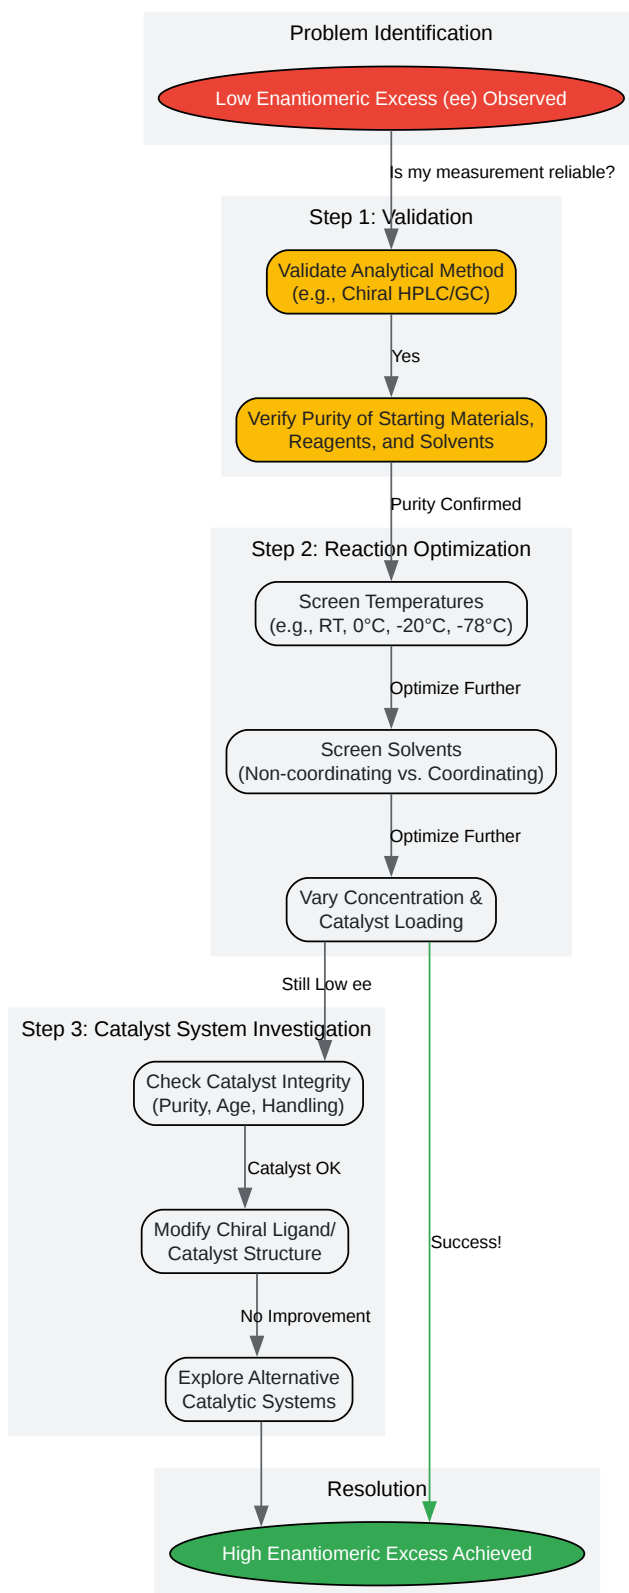 Problem Identification
Low Enantiomeric Excess (ee) Observed
Is my measurement reliable?
Step 1: Validation
Validate Analytical Method
(e.g., Chiral HPLC/GC)
Yes
Verify Purity of Starting Materials,
Reagents, and Solvents
Purity Confirmed
Step 2: Reaction Optimization
Screen Temperatures
(e.g., RT, 0°C, -20°C, -78°C)
Optimize Further
Screen Solvents
(Non-coordinating vs. Coordinating)
Optimize Further
Vary Concentration &
Catalyst Loading
Still Low ee
Step 3: Catalyst System Investigation
Check Catalyst Integrity
(Purity, Age, Handling)
Catalyst OK
Modify Chiral Ligand/
Catalyst Structure
Success!
No Improvement
Explore Alternative
Catalytic Systems
Resolution
High Enantiomeric Excess Achieved